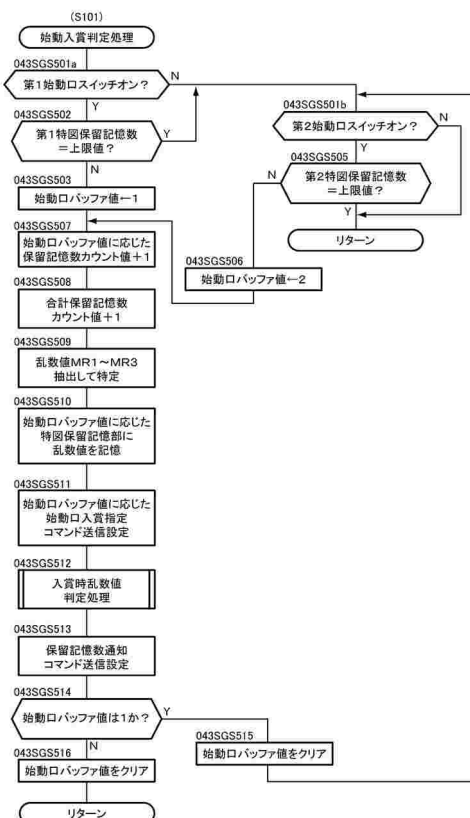 (S101)
始動入賞判定処理
043SGS501a
第1始動口スイッチオン?
N
Y
043SGS502
第1特図保留記憶数
=上限値?
Y
N
043SGS503
始動口バッファ値←1
043SGS507
始動口バッファ値に応じた
保留記憶数カウント値+1
043SGS508
合計保留記憶数
カウント値+1
043SGS509
乱数値MR1~MR3
抽出して特定
043SGS510
始動口バッファ値に応じた
特図保留記憶部に
乱数値を記憶
043SGS511
始動口バッファ値に応じた
始動口入賞指定
コマンド送信設定
043SGS512
入賞時乱数値
判定処理
043SGS513
保留記憶数通知
コマンド送信設定
043SGS514
始動口バッファ値は1か?
Y
N
043SGS516
始動口バッファ値をクリア
リターン
043SGS515
始動口バッファ値をクリア
043SGS501b
第2始動口スイッチオン?
N
Y
043SGS505
第2特図保留記憶数
=上限値?
N
Y
リターン
043SGS506
始動口バッファ値←2